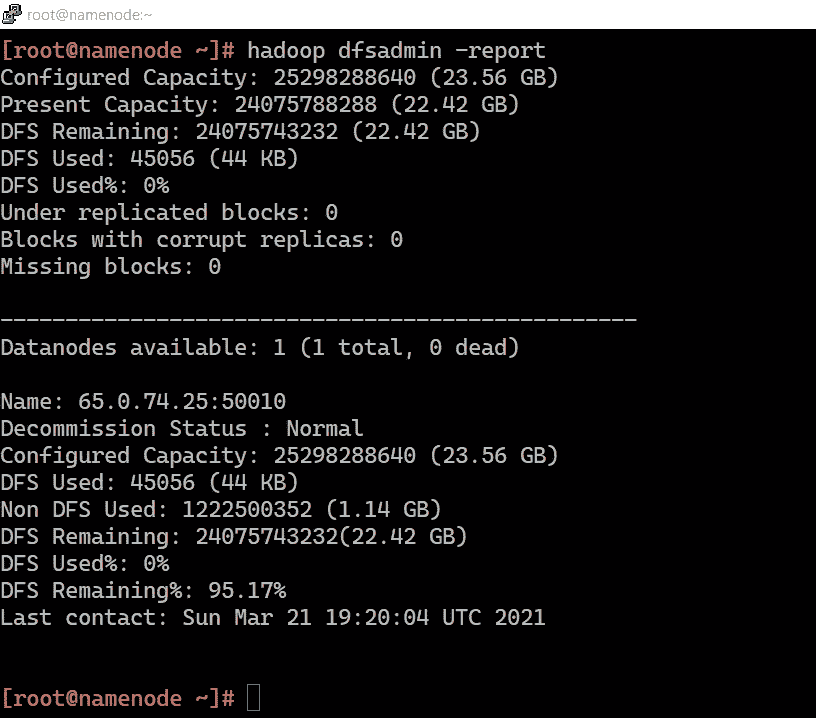 root@namenode:~
[root@namenode ~]# hadoop dfsadmin -report
Configured Capacity: 25298288640 (23.56 GB)
Present Capacity: 24075788288 (22.42 GB)
DFS Remaining: 24075743232 (22.42 GB)
DFS Used: 45056 (44 KB)
DFS Used%: 0%
Under replicated blocks: 0
Blocks with corrupt replicas: 0
Missing blocks: 0
-------------------------------------------------
Datanodes available: 1 (1 total, 0 dead)
Name: 65.0.74.25:50010
Decommission Status : Normal
Configured Capacity: 25298288640 (23.56 GB)
DFS Used: 45056 (44 KB)
Non DFS Used: 1222500352 (1.14 GB)
DFS Remaining: 24075743232(22.42 GB)
DFS Used%: 0%
DFS Remaining%: 95.17%
Last contact: Sun Mar 21 19:20:04 UTC 2021
[root@namenode ~]#